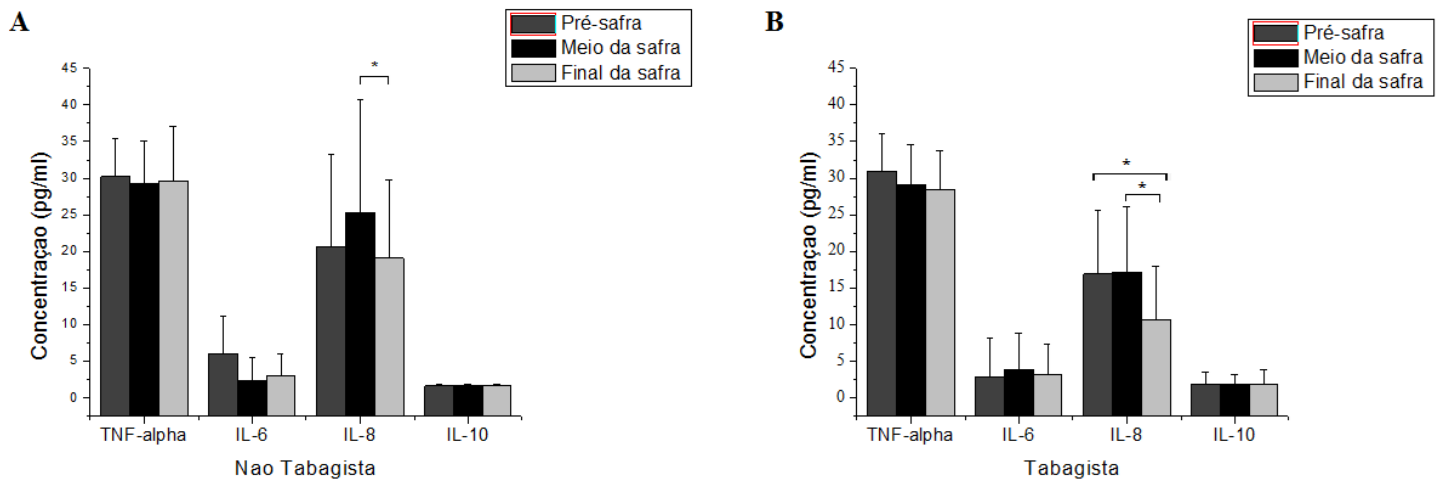 A
Pré-safra
Meio da safra
Final da safra
*
45
40
35
30
25
20
15
10
5
0
Concentraçao (pg/ml)
TNF-alpha IL-6 IL-8 IL-10
Nao Tabagista
B
Pré-safra
Meio da safra
Final da safra
*
*
45
40
35
30
25
20
15
10
5
0
Concentraçao (pg/ml)
TNF-alpha IL-6 IL-8 IL-10
Tabagista